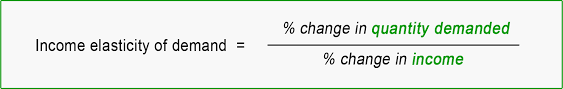 % change in quantity demanded
Income elasticity of demand =
% change in income